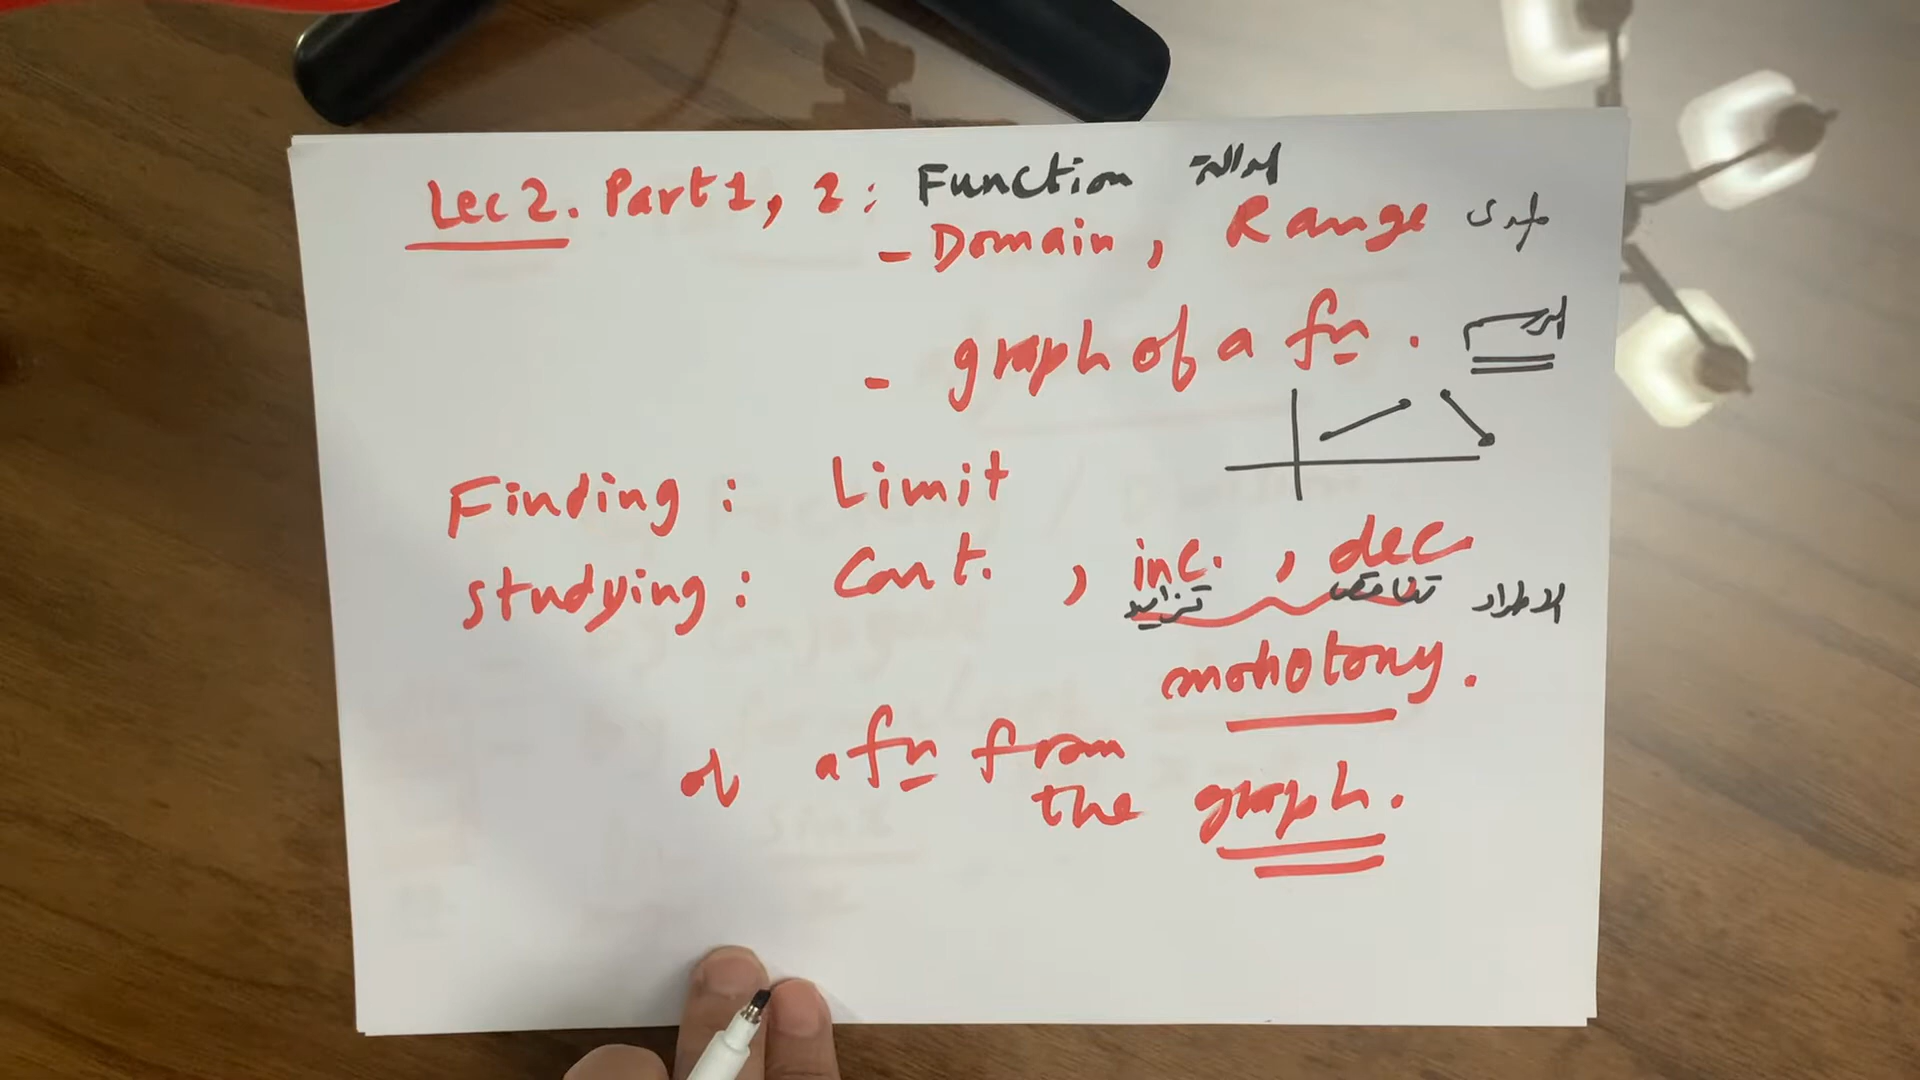 Lec 2. Part 1, 2: Function الدالة
- Domain, Range مدى
- graph of a fn. الرسم
Finding: Limit
studying: Cont., inc., dec.
تزايد تناقص الاطراد
monotony.
of a fn from
the graph.